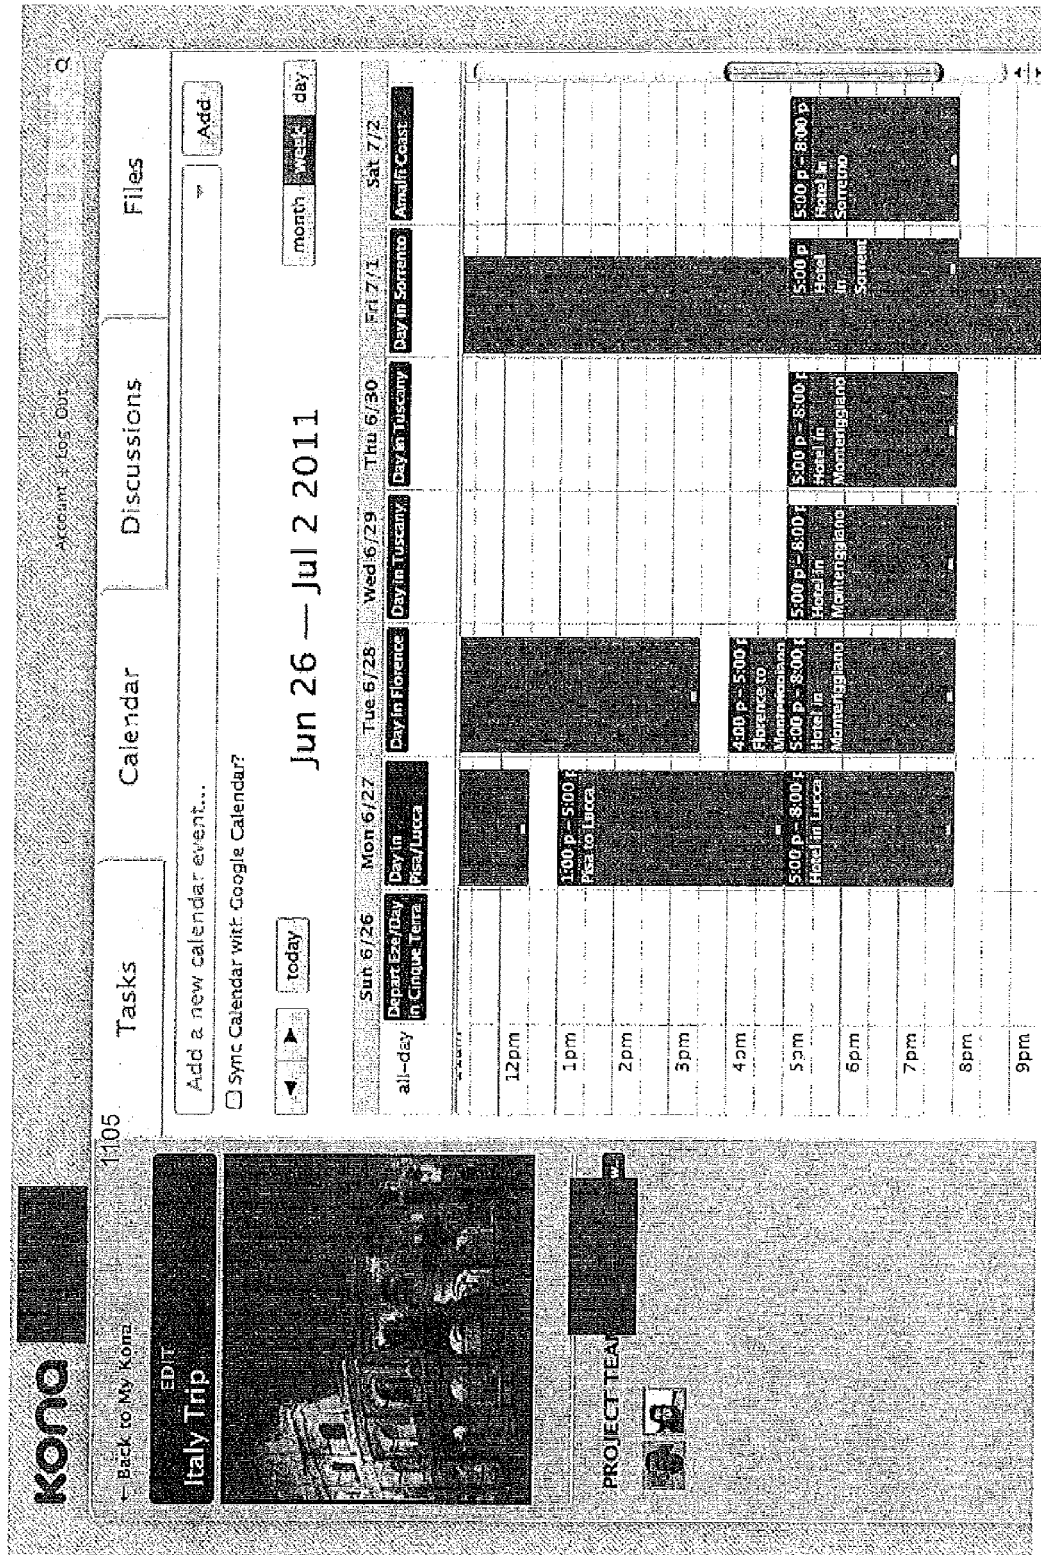 kona
Account | Log Out
← Back to My Kona
1105
Tasks
Calendar
Discussions
Files
EDIT
Italy Trip
Add a new calendar event...
Add
Sync Calendar with Google Calendar?
today
Jun 26 — Jul 2 2011
month
week
day
Sun 6/26
Mon 6/27
Tue 6/28
Wed 6/29
Thu 6/30
Fri 7/1
Sat 7/2
all-day
Depart Eze/Day
in Cinque Terra
Day in
Pisa/Lucca
Day in Florence
Day in Tuscany
Day in Tuscany
Day in Sorrento
Amalfi Coast
12pm
1pm
1:00 p – 5:00 p
Pisa to Lucca
2pm
3pm
4pm
4:00 p – 5:00 p
Florence to
5pm
5:00 p – 8:00 p
Hotel in Lucca
5:00 p – 8:00 p
Hotel in
Monteriggiano
5:00 p – 8:00 p
Hotel in
Monteriggiano
5:00 p – 8:00 p
Hotel in
Monteriggiano
5:00 p
Hotel
in
Sorrent
5:00 p – 8:00 p
Hotel in
Sorrento
6pm
7pm
8pm
9pm
PROJECT TEAM